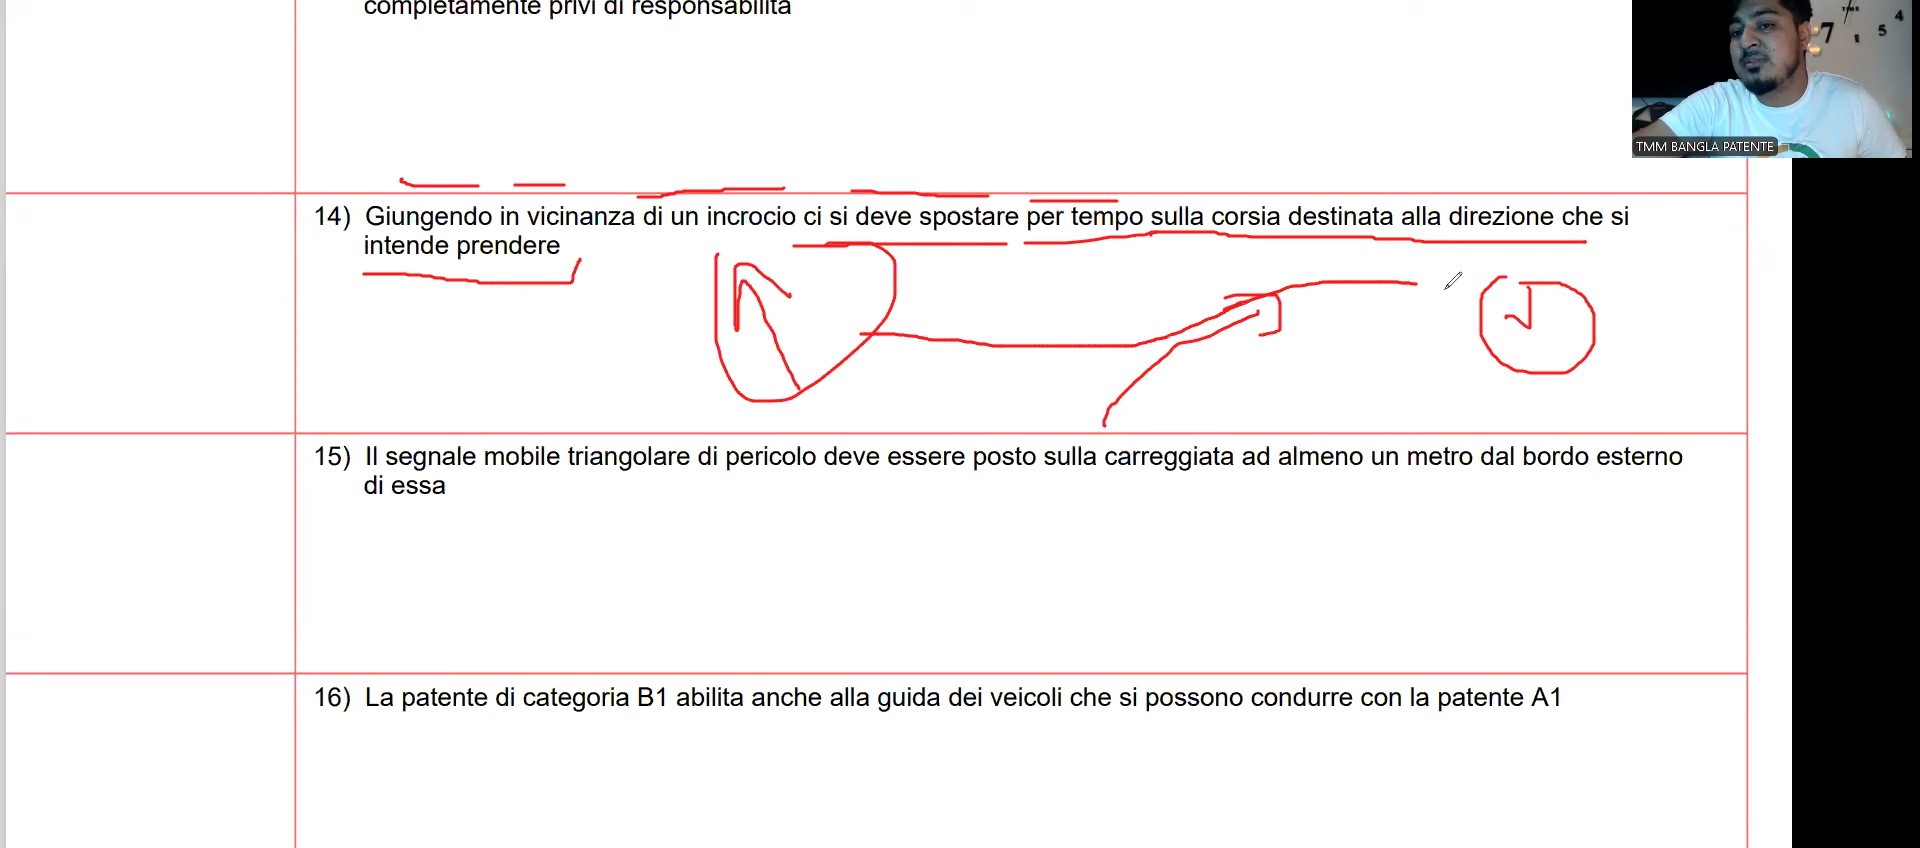 completamente privi di responsabilità
7 5 4
TMM BANGLA PATENTE
14) Giungendo in vicinanza di un incrocio ci si deve spostare per tempo sulla corsia destinata alla direzione che si
intende prendere
15) Il segnale mobile triangolare di pericolo deve essere posto sulla carreggiata ad almeno un metro dal bordo esterno
di essa
16) La patente di categoria B1 abilita anche alla guida dei veicoli che si possono condurre con la patente A1